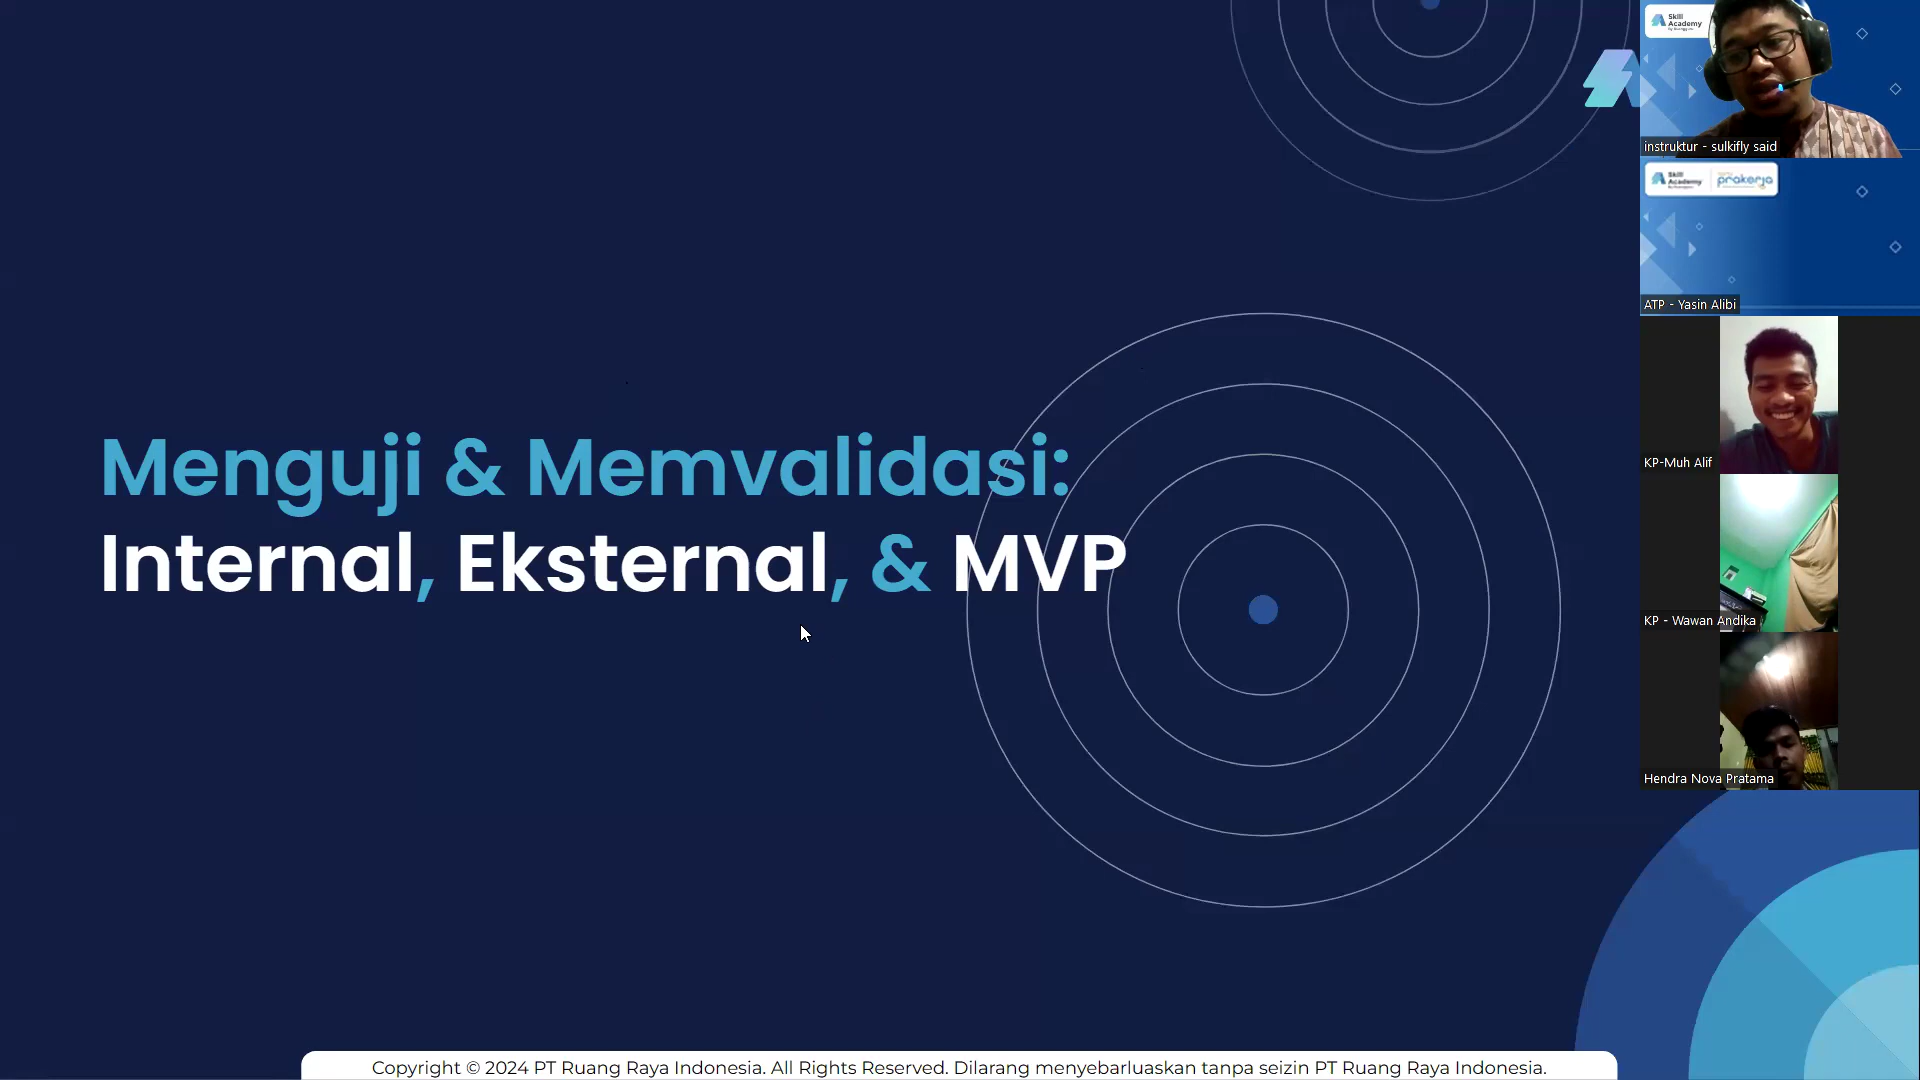 Menguji & Memvalidasi:
Internal, Eksternal, & MVP
Copyright © 2024 PT Ruang Raya Indonesia. All Rights Reserved. Dilarang menyebarluaskan tanpa seizin PT Ruang Raya Indonesia.
Skill
Academy
instruktur - sulkifly said
Skill
Academy
prakerja
ATP - Yasin Alibi
KP-Muh Alif
KP - Wawan Andika
Hendra Nova Pratama